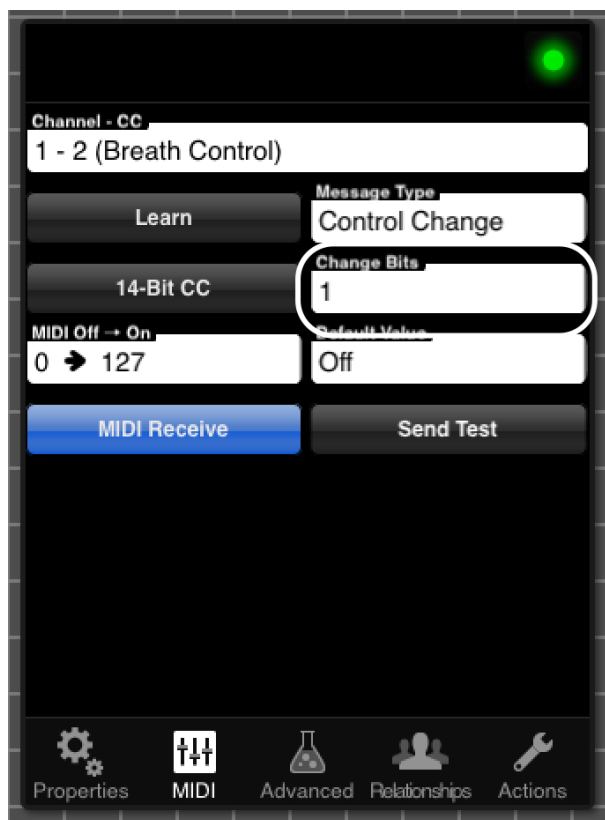 Channel - CC
1 - 2 (Breath Control)
Learn
Message Type
Control Change
14-Bit CC
Change Bits
1
MIDI Off → On
0 ➔ 127
Default Value
Off
MIDI Receive
Send Test
Properties
MIDI
Advanced
Relationships
Actions